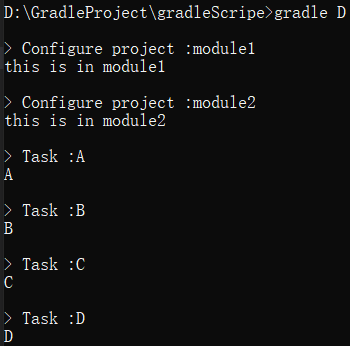 D:\GradleProject\gradleScripe>gradle D
> Configure project :module1
this is in module1
> Configure project :module2
this is in module2
> Task :A
A
> Task :B
B
> Task :C
C
> Task :D
D